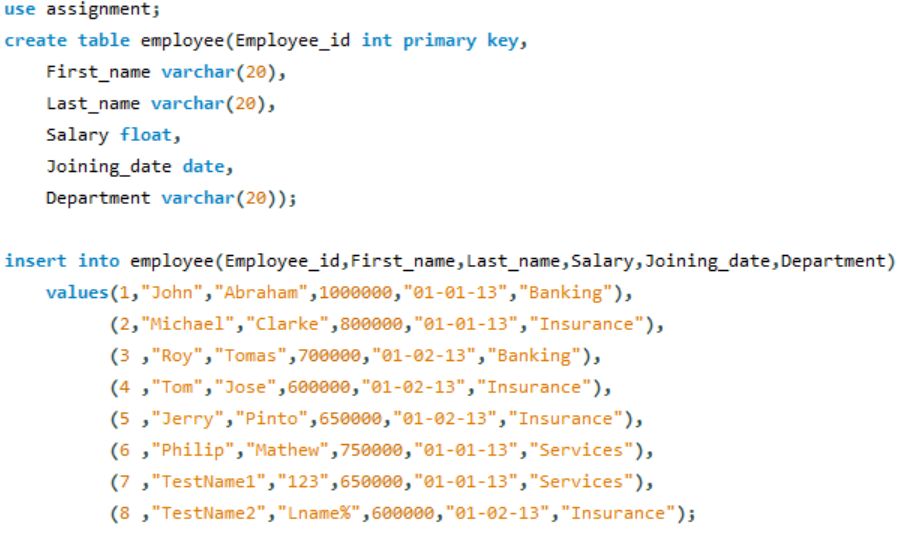 use assignment;
create table employee(Employee_id int primary key,
First_name varchar(20),
Last_name varchar(20),
Salary float,
Joining_date date,
Department varchar(20));
insert into employee(Employee_id,First_name,Last_name,Salary,Joining_date,Department)
values(1,"John","Abraham",1000000,"01-01-13","Banking"),
(2,"Michael","Clarke",800000,"01-01-13","Insurance"),
(3 ,"Roy","Tomas",700000,"01-02-13","Banking"),
(4 ,"Tom","Jose",600000,"01-02-13","Insurance"),
(5 ,"Jerry","Pinto",650000,"01-02-13","Insurance"),
(6 ,"Philip","Mathew",750000,"01-01-13","Services"),
(7 ,"TestName1","123",650000,"01-01-13","Services"),
(8 ,"TestName2","Lname%",600000,"01-02-13","Insurance");